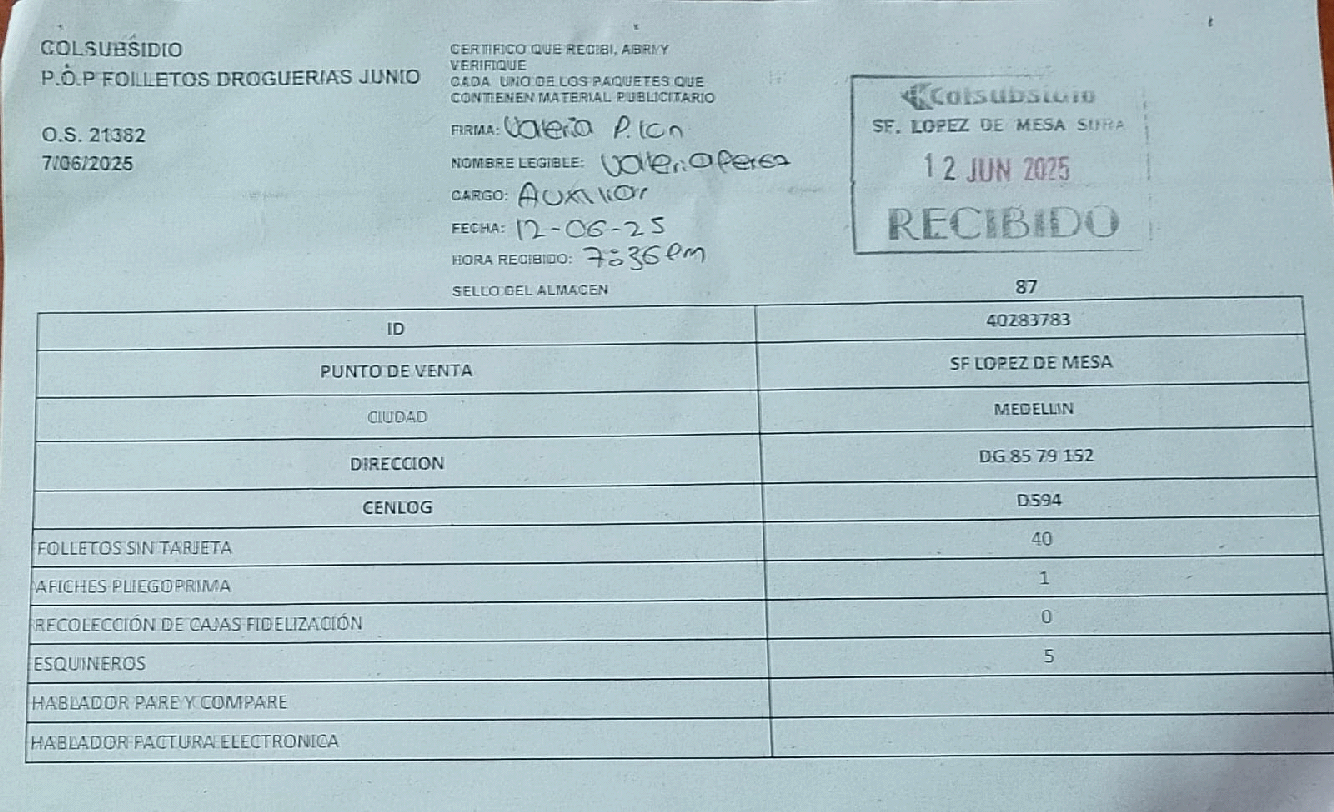 COLSUBSIDIO
P.O.P FOLLETOS DROGUERIAS JUNIO
O.S. 21382
7/06/2025
CERTIFICO QUE RECIBI, ABRI Y
VERIFIQUE
CADA UNO DE LOS PAQUETES QUE
CONTIENEN MATERIAL PUBLICITARIO
FIRMA: Valeria
NOMBRE LEGIBLE: Valeria Perea
CARGO: Auxiliar
FECHA: 12-06-25
HORA RECIBIDO: 7:36 pm
SELLO DEL ALMACEN
Colsubsidio
SF. LOPEZ DE MESA SURA
12 JUN 2025
RECIBIDO
87
ID 40283783
PUNTO DE VENTA SF LOPEZ DE MESA
CIUDAD MEDELLIN
DIRECCION DG 85 79 152
CENLOG D594
FOLLETOS SIN TARJETA 40
AFICHES PLIEGOPRIMA 1
RECOLECCIÓN DE CAJAS FIDELIZACIÓN 0
ESQUINEROS 5
HABLADOR PARE Y COMPARE
HABLADOR FACTURA ELECTRONICA